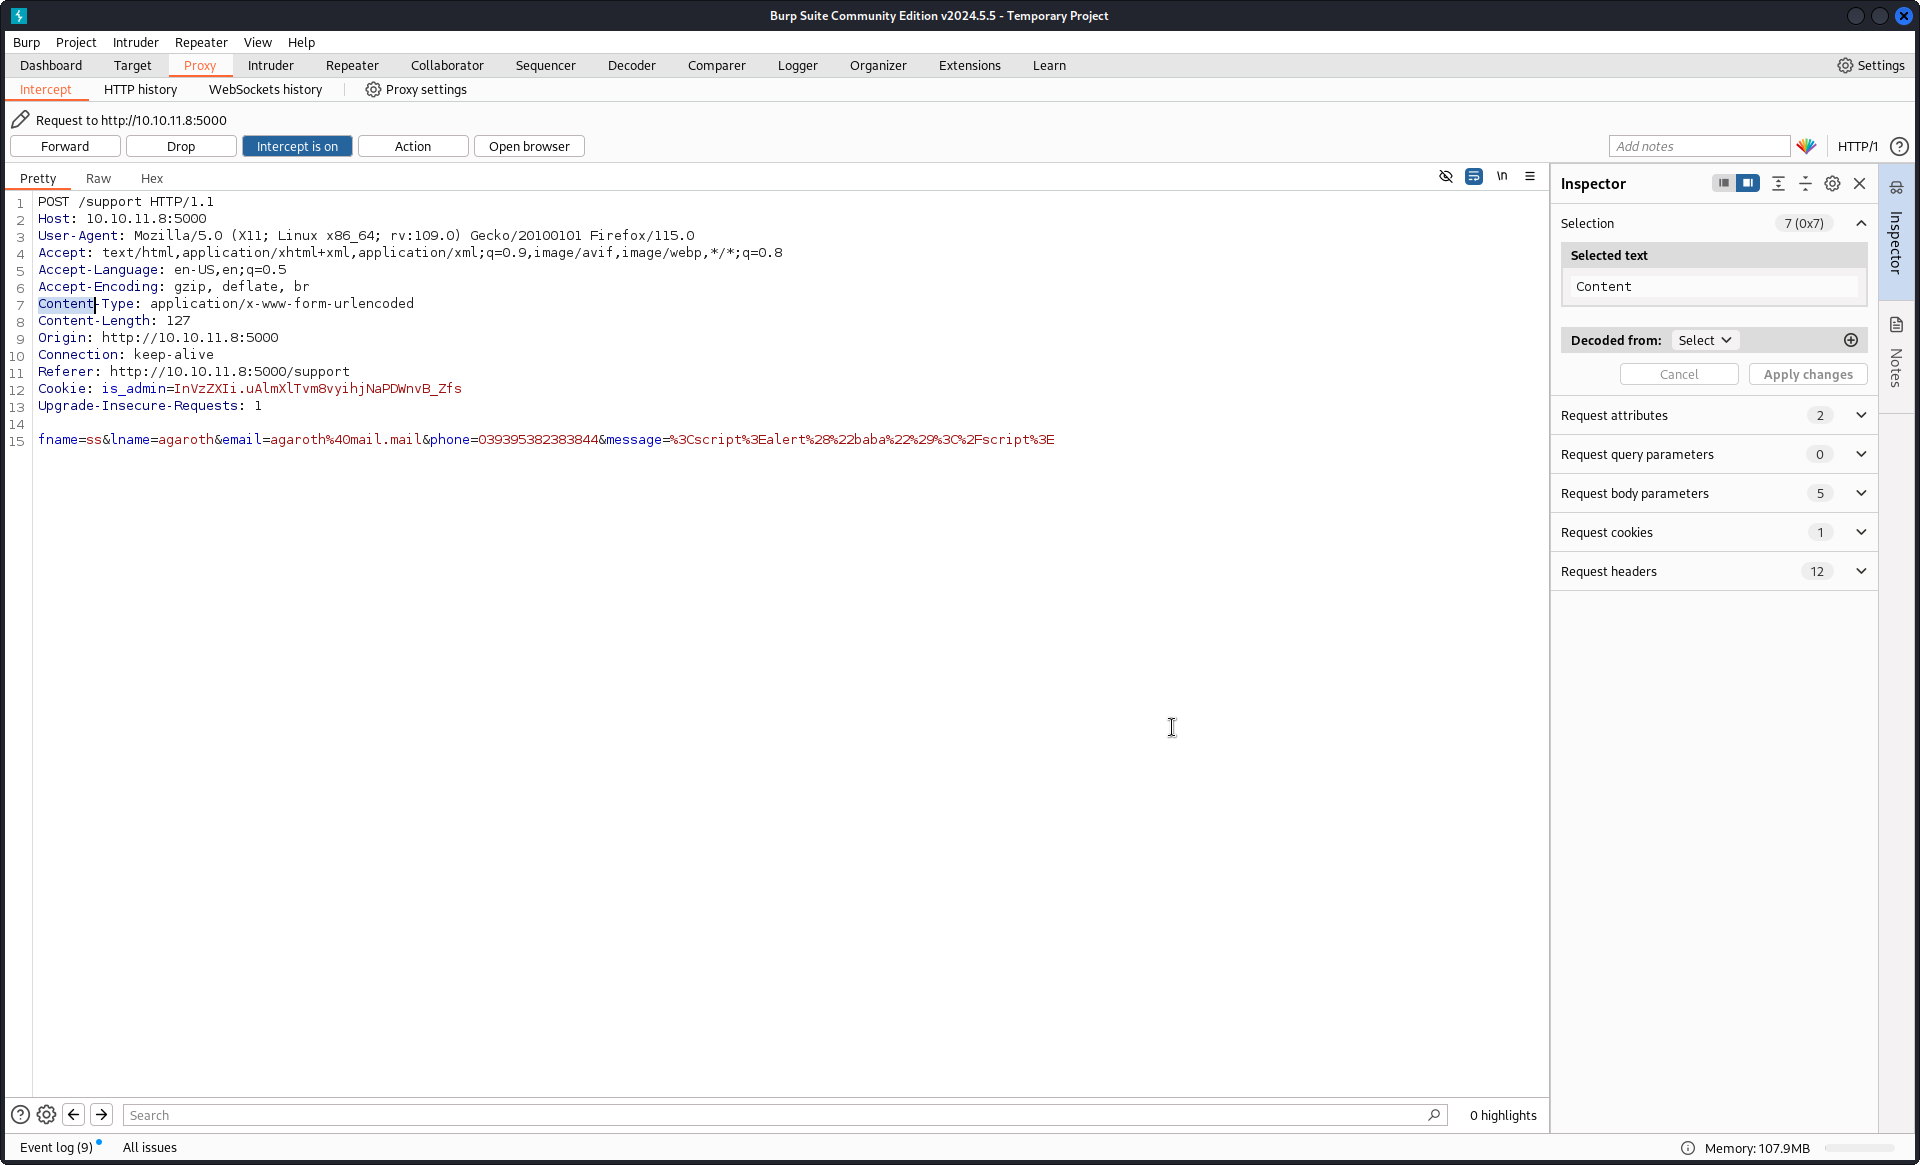 Burp Suite Community Edition v2024.5.5 - Temporary Project
Burp Project Intruder Repeater View Help
Dashboard Target Proxy Intruder Repeater Collaborator Sequencer Decoder Comparer Logger Organizer Extensions Learn Settings
Intercept HTTP history WebSockets history Proxy settings
Request to http://10.10.11.8:5000
Forward Drop Intercept is on Action Open browser Add notes HTTP/1
Pretty Raw Hex \n
1 POST /support HTTP/1.1
2 Host: 10.10.11.8:5000
3 User-Agent: Mozilla/5.0 (X11; Linux x86_64; rv:109.0) Gecko/20100101 Firefox/115.0
4 Accept: text/html,application/xhtml+xml,application/xml;q=0.9,image/avif,image/webp,*/*;q=0.8
5 Accept-Language: en-US,en;q=0.5
6 Accept-Encoding: gzip, deflate, br
7 Content-Type: application/x-www-form-urlencoded
8 Content-Length: 127
9 Origin: http://10.10.11.8:5000
10 Connection: keep-alive
11 Referer: http://10.10.11.8:5000/support
12 Cookie: is_admin=InVzZXIi.uAlmXlTvm8vyihjNaPDWnvB_Zfs
13 Upgrade-Insecure-Requests: 1
14
15 fname=ss&lname=agaroth&email=agaroth%40mail.mail&phone=039395382383844&message=%3Cscript%3Ealert%28%22baba%22%29%3C%2Fscript%3E
Inspector
Selection 7 (0x7)
Selected text
Content
Decoded from: Select
Cancel Apply changes
Request attributes 2
Request query parameters 0
Request body parameters 5
Request cookies 1
Request headers 12
Inspector
Notes
Search 0 highlights
Event log (9) All issues Memory: 107.9MB